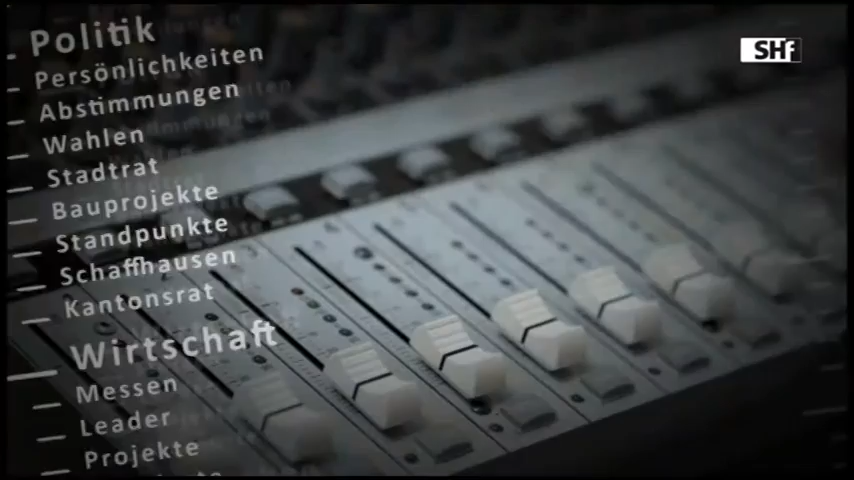 Politik
SHf
Persönlichkeiten
Abstimmungen
Wahlen
Stadtrat
Bauprojekte
Standpunkte
Schaffhausen
Kantonsrat
Wirtschaft
Messen
Leader
Projekte